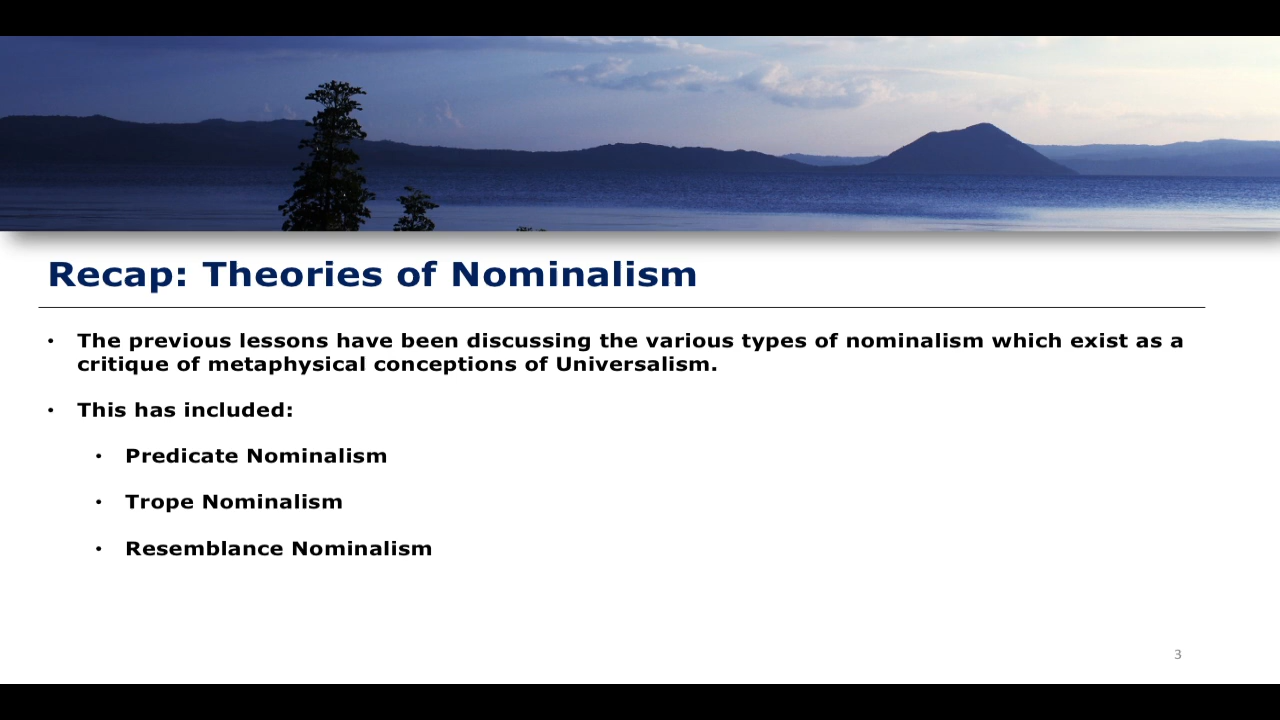 Recap: Theories of Nominalism
• The previous lessons have been discussing the various types of nominalism which exist as a
critique of metaphysical conceptions of Universalism.
• This has included:
• Predicate Nominalism
• Trope Nominalism
• Resemblance Nominalism
3